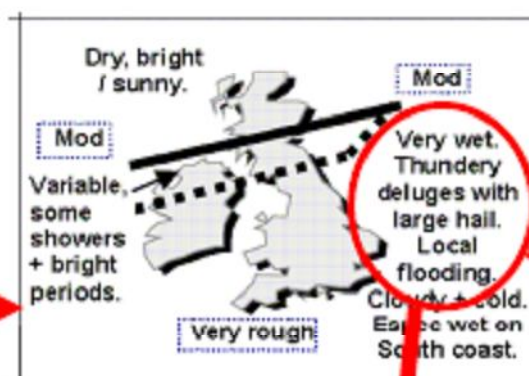 Dry, bright
/ sunny.
Mod
Mod
Variable,
some
showers
+ bright
periods.
Very wet.
Thundery
deluges with
large hail.
Local
flooding.
Cloudy + cold.
Espec wet on
South coast.
Very rough